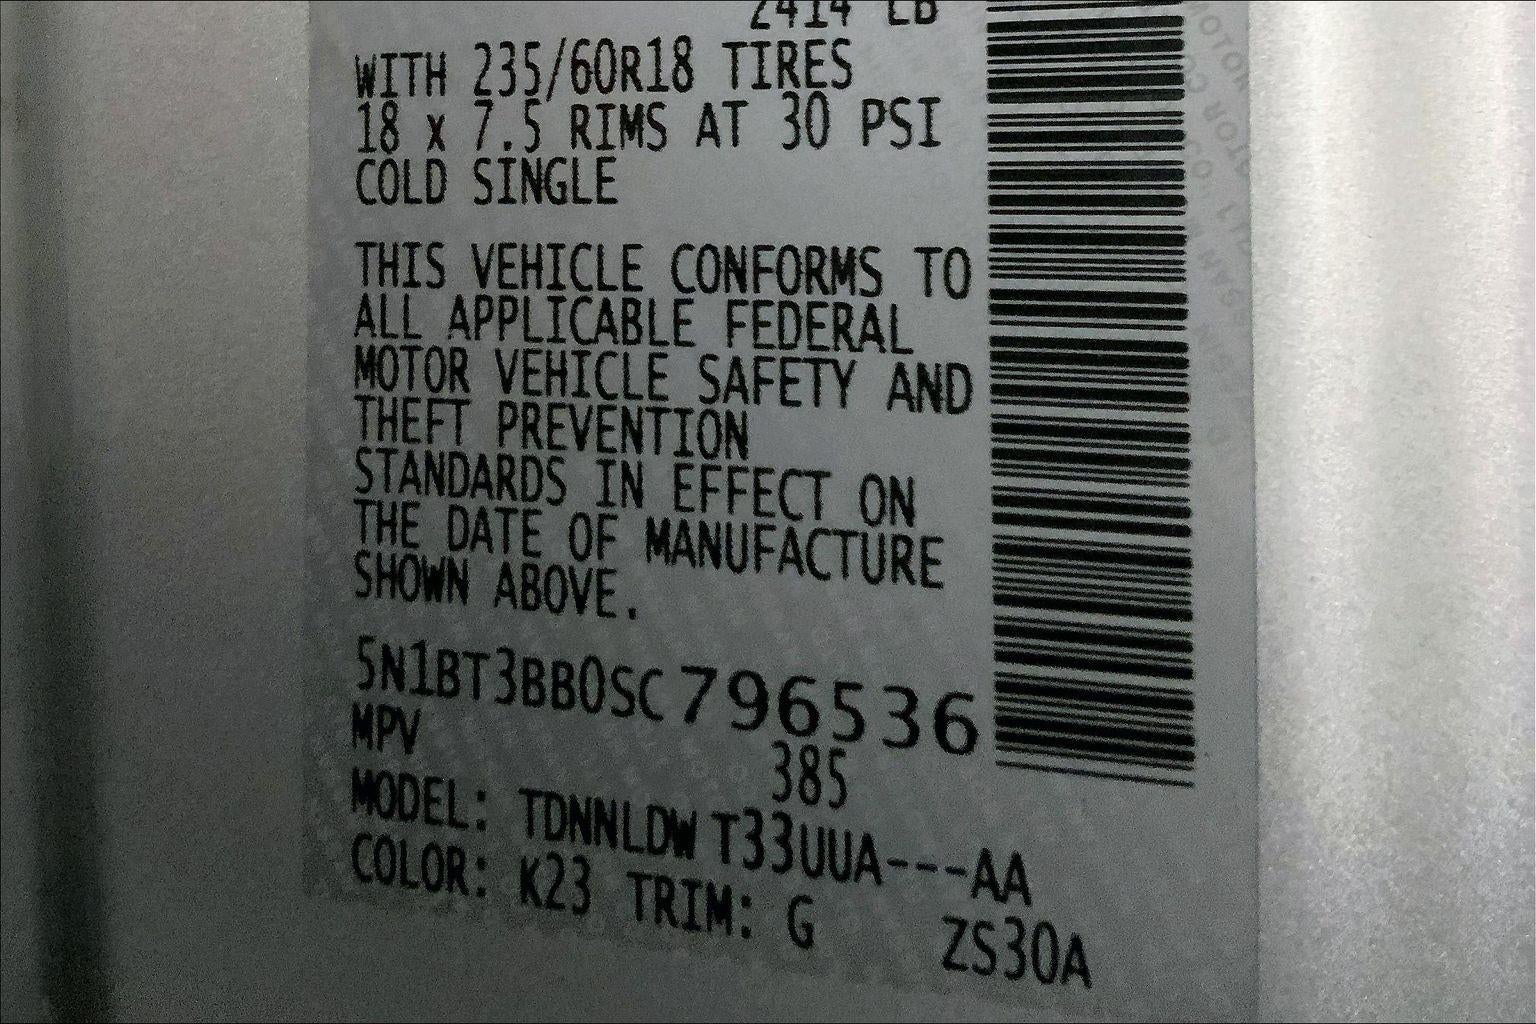 2414 LB
WITH 235/60R18 TIRES
18 x 7.5 RIMS AT 30 PSI
COLD SINGLE
THIS VEHICLE CONFORMS TO
ALL APPLICABLE FEDERAL
MOTOR VEHICLE SAFETY AND
THEFT PREVENTION
STANDARDS IN EFFECT ON
THE DATE OF MANUFACTURE
SHOWN ABOVE.
5N1BT3BB0SC796536
MPV 385
MODEL: TDNNLDW T33UUA---AA
COLOR: K23 TRIM: G ZS30A